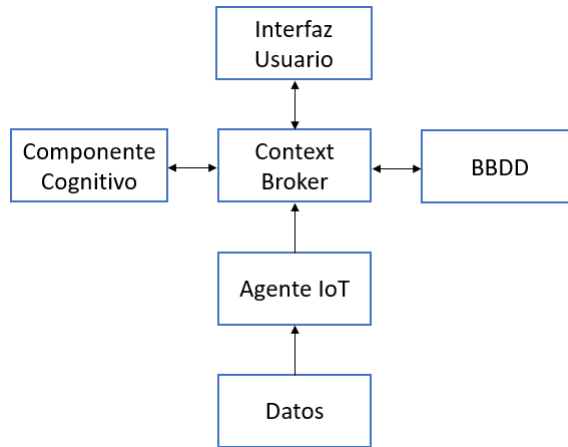 Interfaz
Usuario
Componente
Cognitivo
Context
Broker
BBDD
Agente IoT
Datos